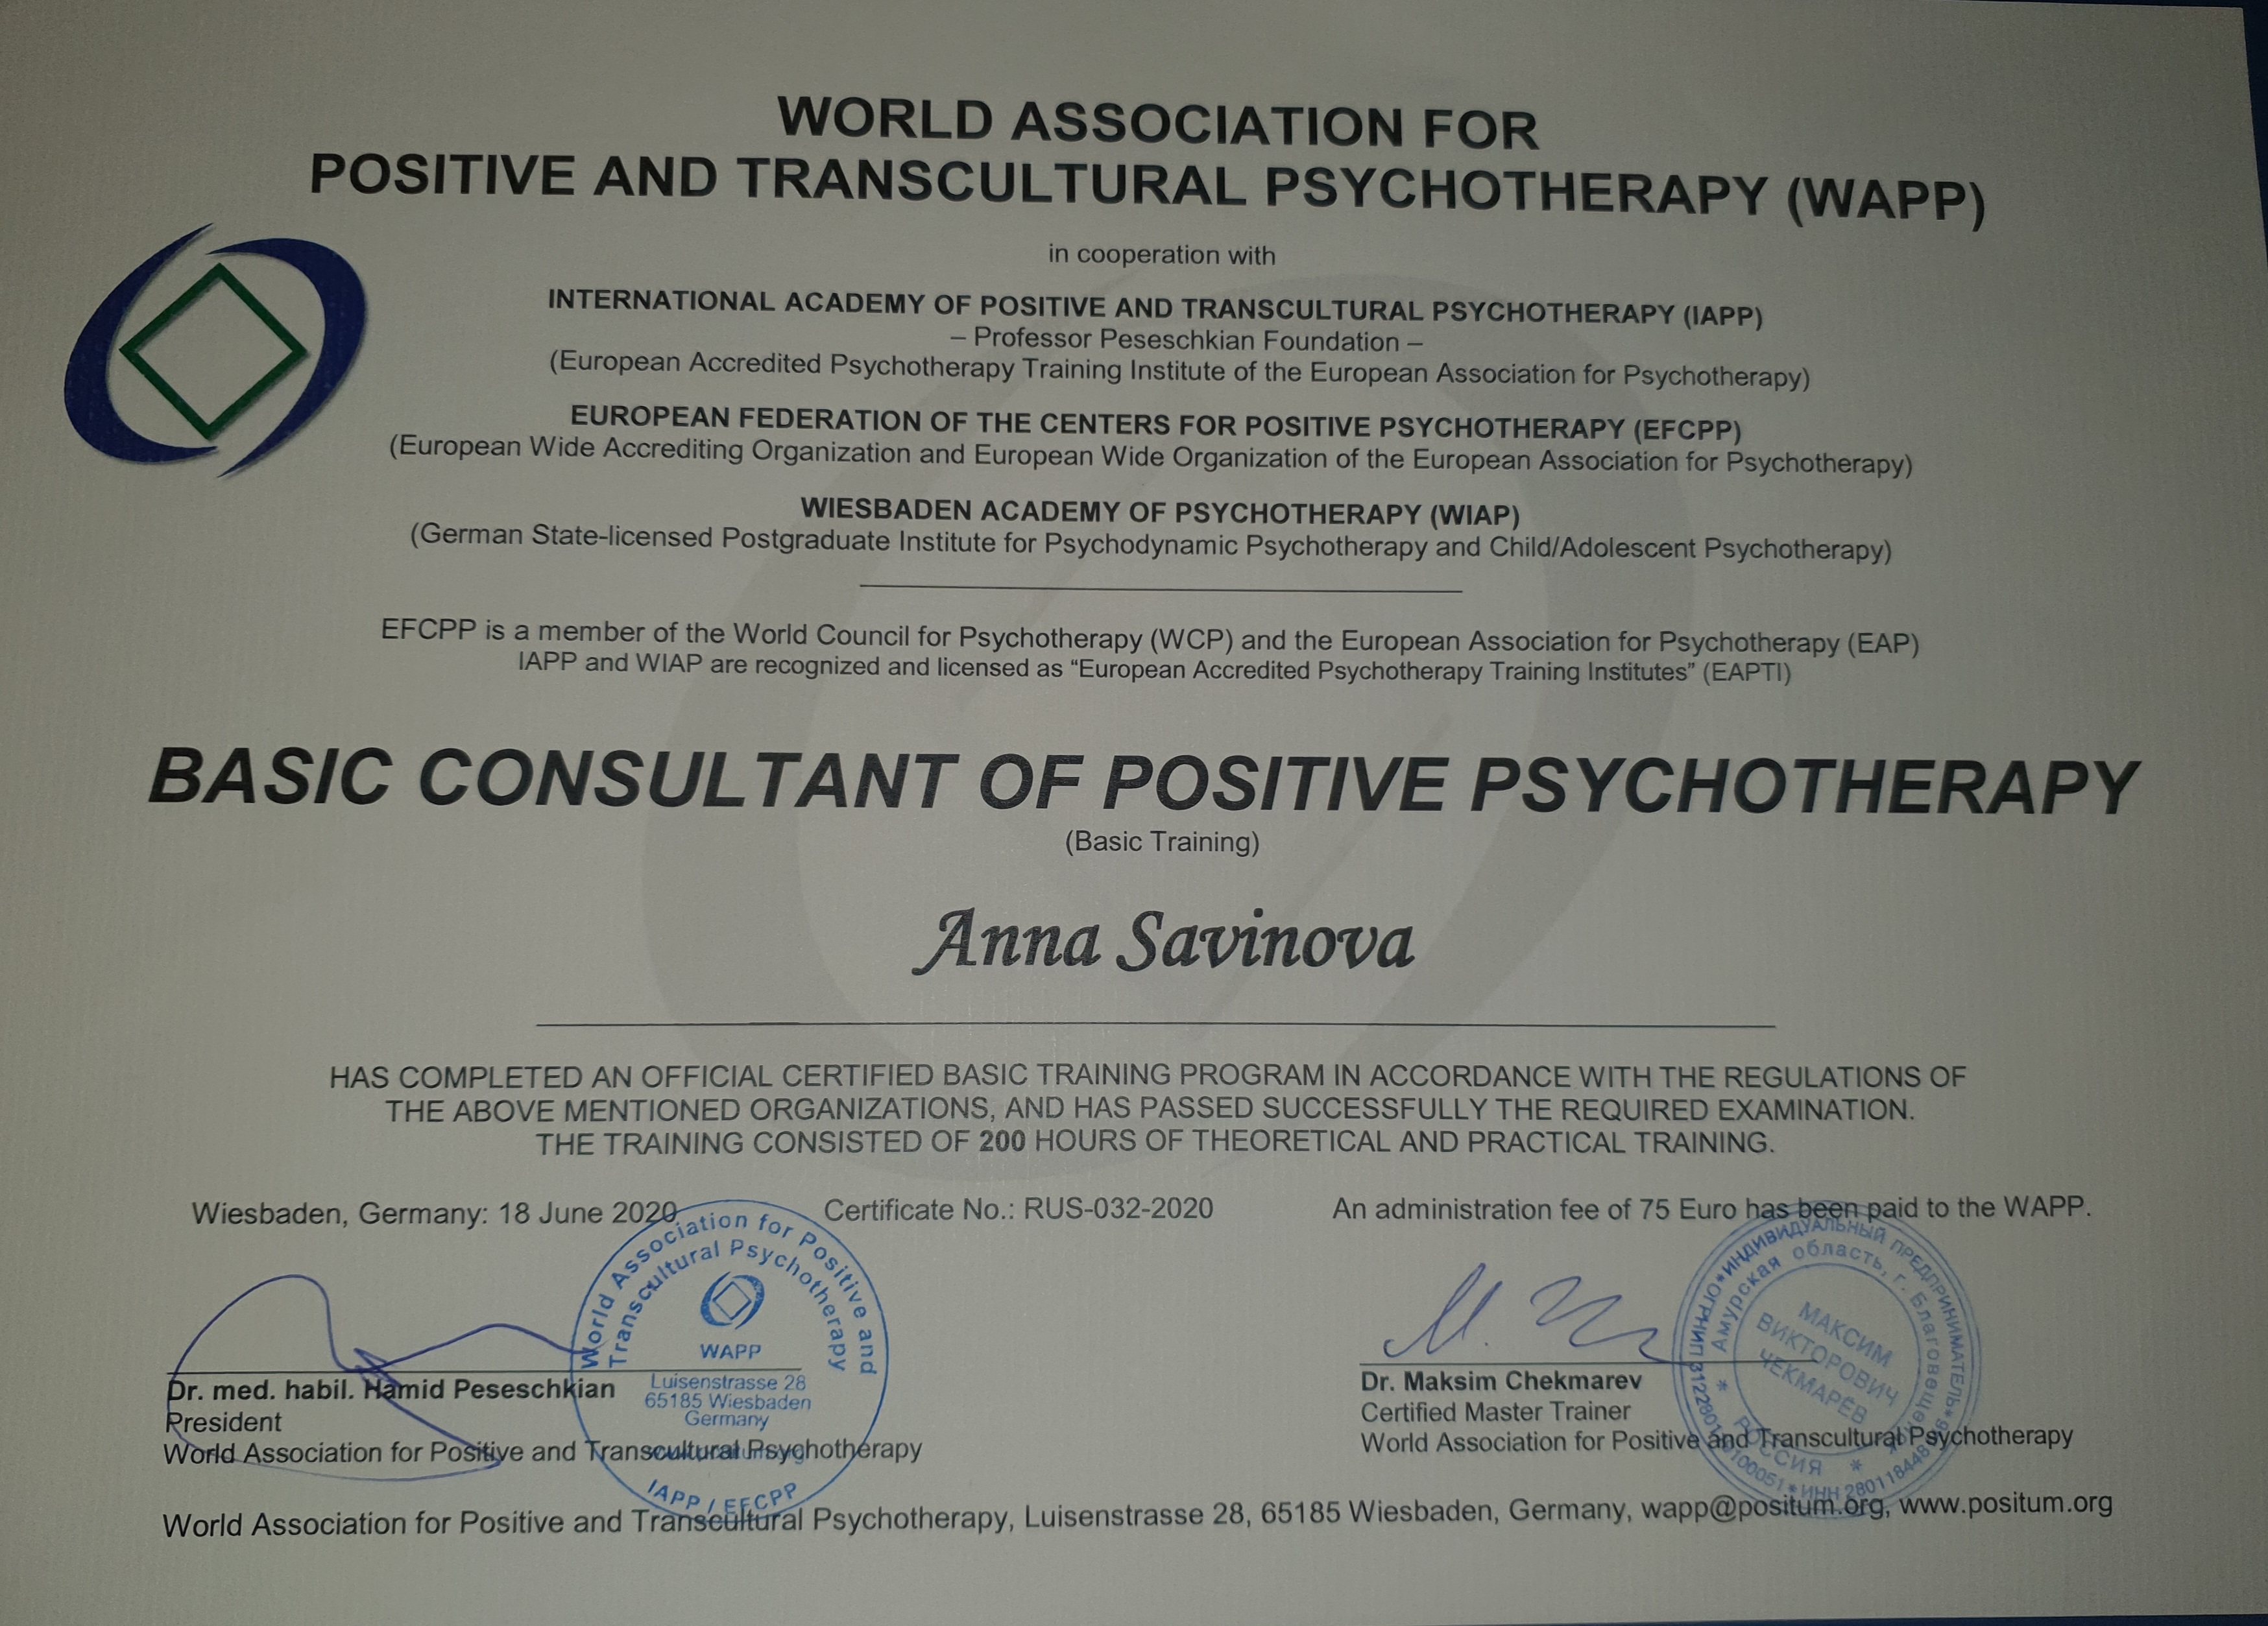 WORLD ASSOCIATION FOR
POSITIVE AND TRANSCULTURAL PSYCHOTHERAPY (WAPP)
in cooperation with
INTERNATIONAL ACADEMY OF POSITIVE AND TRANSCULTURAL PSYCHOTHERAPY (IAPP)
– Professor Peseschkian Foundation –
(European Accredited Psychotherapy Training Institute of the European Association for Psychotherapy)
EUROPEAN FEDERATION OF THE CENTERS FOR POSITIVE PSYCHOTHERAPY (EFCPP)
(European Wide Accrediting Organization and European Wide Organization of the European Association for Psychotherapy)
WIESBADEN ACADEMY OF PSYCHOTHERAPY (WIAP)
(German State-licensed Postgraduate Institute for Psychodynamic Psychotherapy and Child/Adolescent Psychotherapy)
EFCPP is a member of the World Council for Psychotherapy (WCP) and the European Association for Psychotherapy (EAP)
IAPP and WIAP are recognized and licensed as “European Accredited Psychotherapy Training Institutes” (EAPTI)
BASIC CONSULTANT OF POSITIVE PSYCHOTHERAPY
(Basic Training)
Anna Savinova
HAS COMPLETED AN OFFICIAL CERTIFIED BASIC TRAINING PROGRAM IN ACCORDANCE WITH THE REGULATIONS OF
THE ABOVE MENTIONED ORGANIZATIONS, AND HAS PASSED SUCCESSFULLY THE REQUIRED EXAMINATION.
THE TRAINING CONSISTED OF 200 HOURS OF THEORETICAL AND PRACTICAL TRAINING.
Wiesbaden, Germany: 18 June 2020 Certificate No.: RUS-032-2020 An administration fee of 75 Euro has been paid to the WAPP.
World Association for Positive and
Transcultural Psychotherapy
WAPP
Luisenstrasse 28
65185 Wiesbaden
Germany
IAPP / EFCPP
Dr. med. habil. Hamid Peseschkian
President
World Association for Positive and Transcultural Psychotherapy
ИНДИВИДУАЛЬНЫЙ ПРЕДПРИНИМАТЕЛЬ
Амурская область, г. Благовещенск
МАКСИМ
ВИКТОРОВИЧ
ЧЕКМАРЁВ
РОССИЯ
Dr. Maksim Chekmarev
Certified Master Trainer
World Association for Positive and Transcultural Psychotherapy
World Association for Positive and Transcultural Psychotherapy, Luisenstrasse 28, 65185 Wiesbaden, Germany, wapp@positum.org, www.positum.org